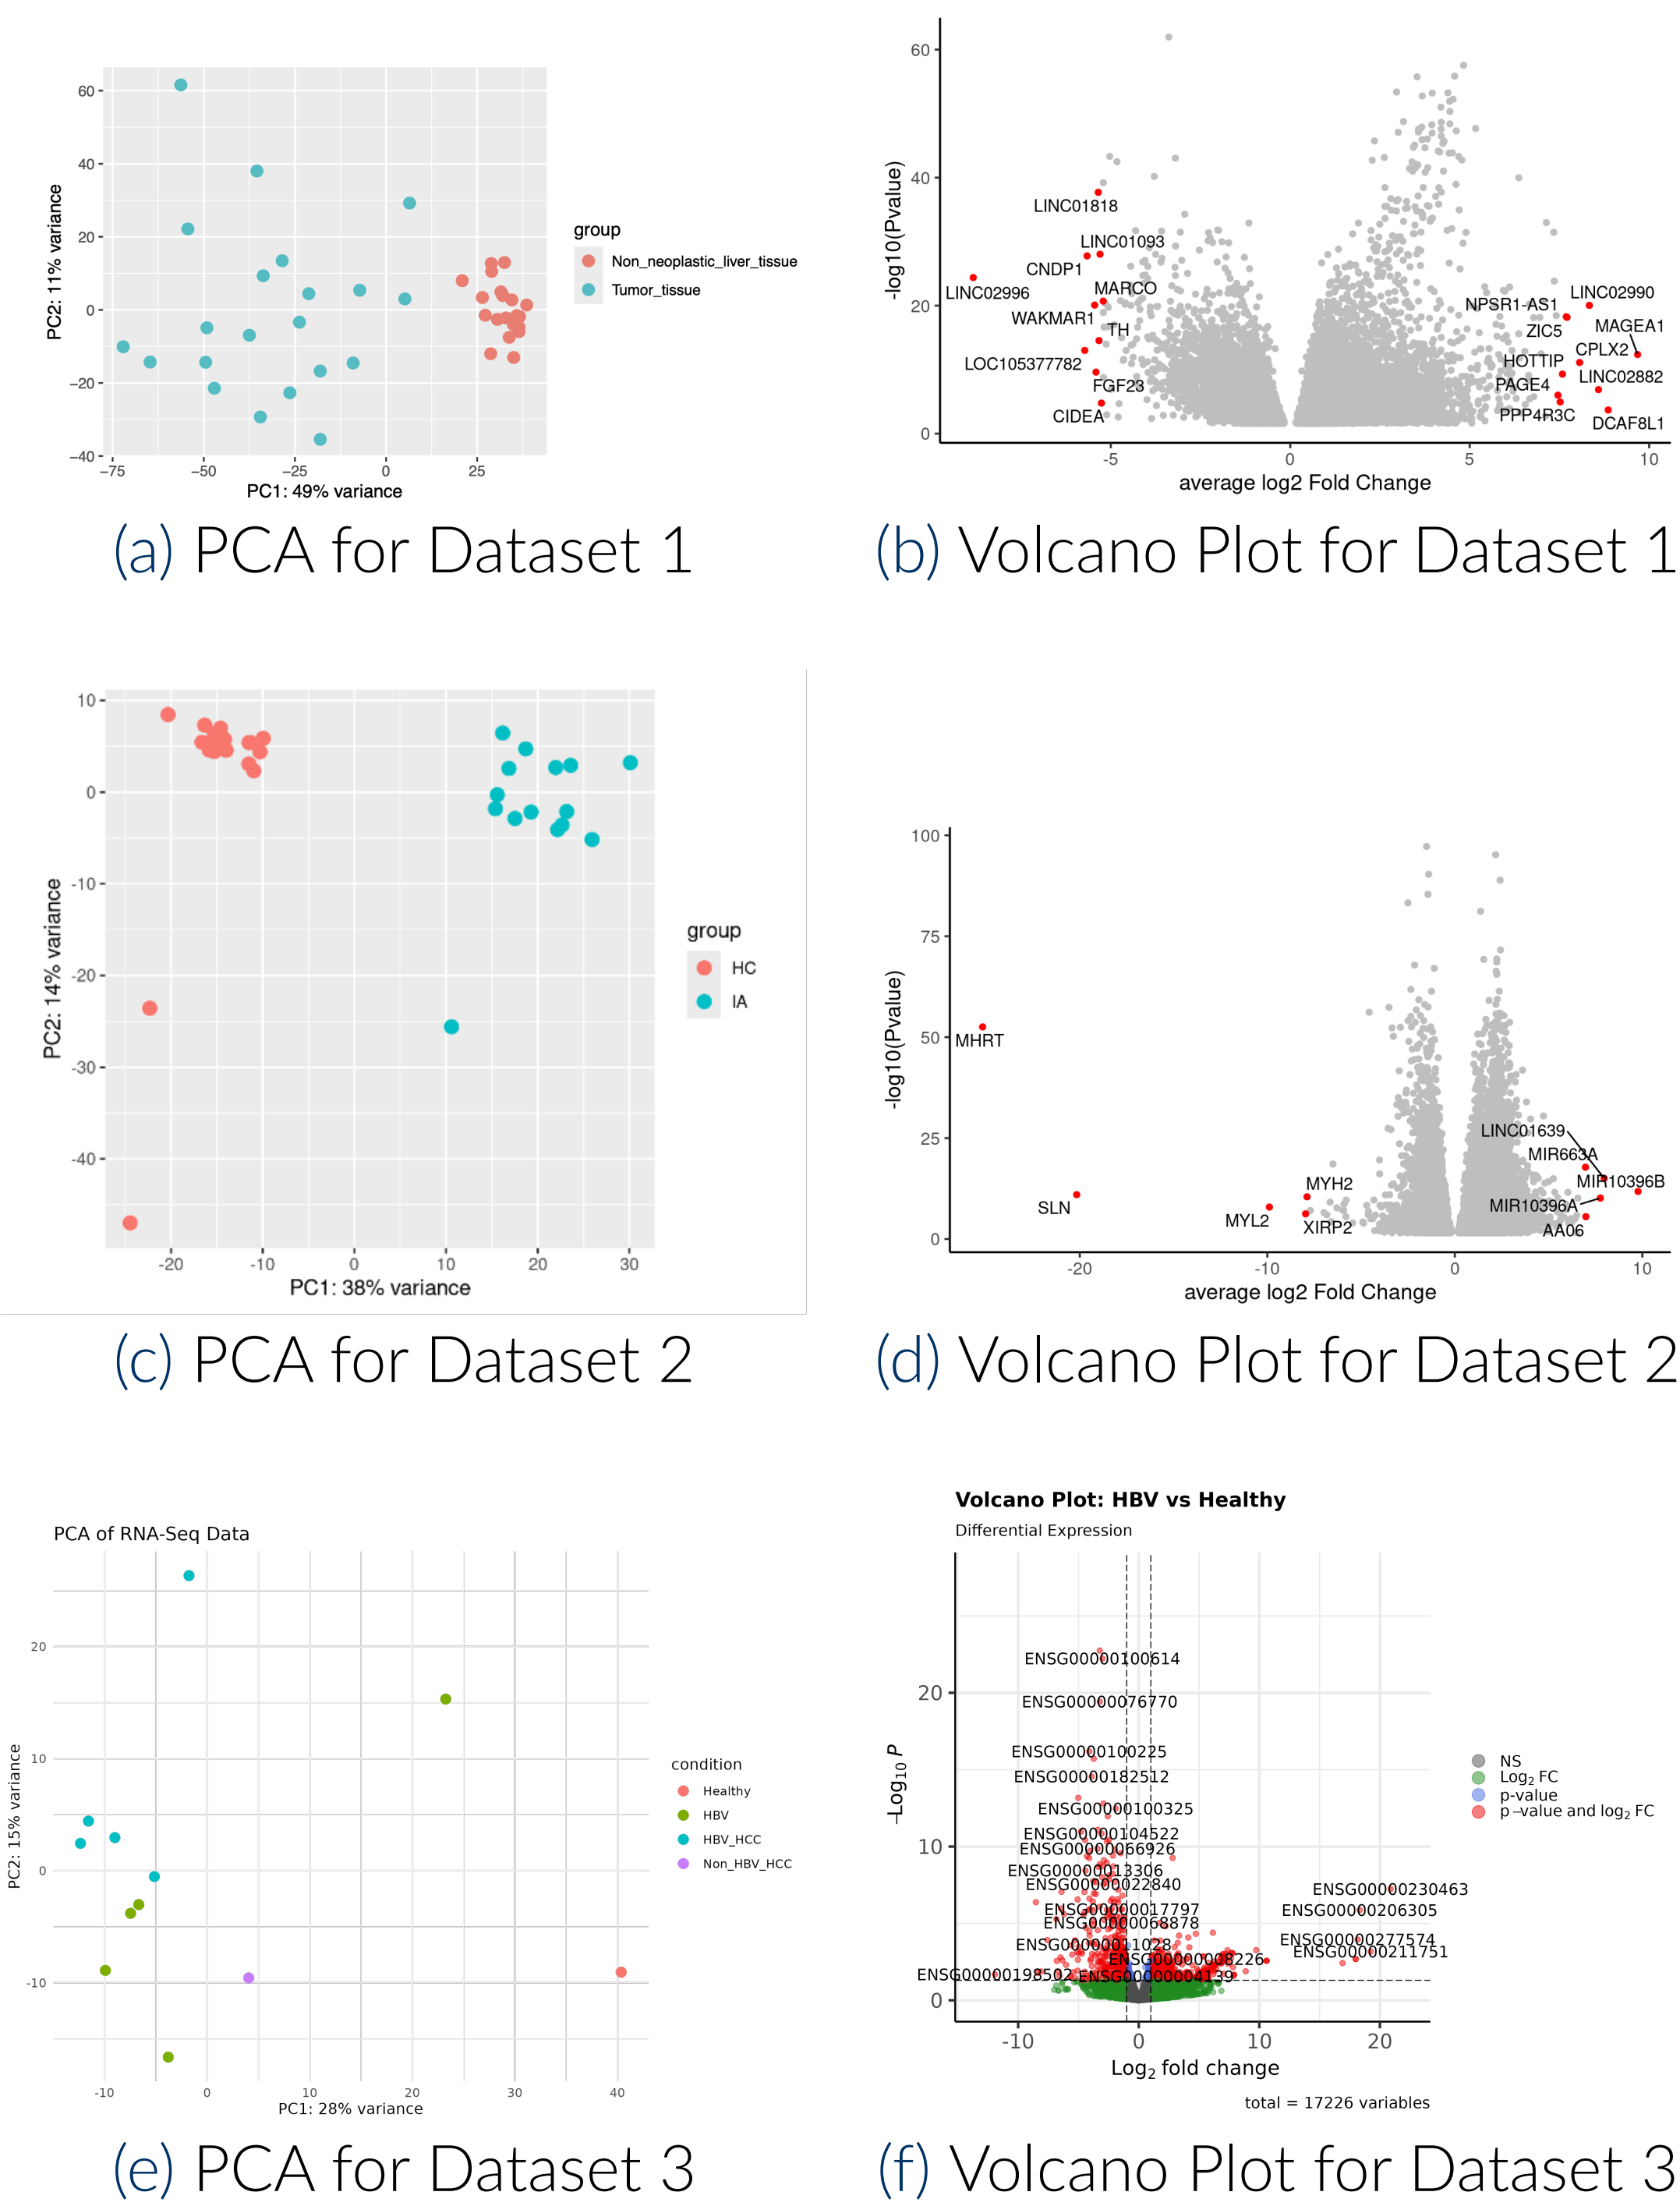 60
40
20
0
−20
−40
−75
−50
−25
0
25
PC2: 11% variance
PC1: 49% variance
group
Non_neoplastic_liver_tissue
Tumor_tissue
(a) PCA for Dataset 1
60
40
20
0
-5
0
5
10
-log10(Pvalue)
average log2 Fold Change
LINC01818
LINC01093
CNDP1
LINC02996
MARCO
WAKMAR1
TH
LOC105377782
FGF23
CIDEA
LINC02990
NPSR1-AS1
MAGEA1
ZIC5
CPLX2
HOTTIP
LINC02882
PAGE4
PPP4R3C
DCAF8L1
(b) Volcano Plot for Dataset 1
10
0
-10
-20
-30
-40
-20
-10
0
10
20
30
PC2: 14% variance
PC1: 38% variance
group
HC
IA
(c) PCA for Dataset 2
100
75
50
25
0
-20
-10
0
10
-log10(Pvalue)
average log2 Fold Change
MHRT
SLN
MYL2
MYH2
XIRP2
LINC01639
MIR663A
MIR10396B
MIR10396A
AA06
(d) Volcano Plot for Dataset 2
PCA of RNA-Seq Data
20
10
0
-10
-10
0
10
20
30
40
PC2: 15% variance
PC1: 28% variance
condition
Healthy
HBV
HBV_HCC
Non_HBV_HCC
(e) PCA for Dataset 3
Volcano Plot: HBV vs Healthy
Differential Expression
20
10
0
-10
0
10
20
−Log10 P
Log2 fold change
ENSG00000100614
ENSG00000076770
ENSG00000100225
ENSG00000182512
ENSG00000100325
ENSG00000104522
ENSG00000066926
ENSG00000013306
ENSG00000022840
ENSG00000230463
ENSG00000017797
ENSG00000206305
ENSG00000068878
ENSG00000277574
ENSG00000011028
ENSG00000211751
ENSG00000008226
ENSG00000198502
ENSG00000004139
NS
Log2 FC
p-value
p−value and log2 FC
total = 17226 variables
(f) Volcano Plot for Dataset 3